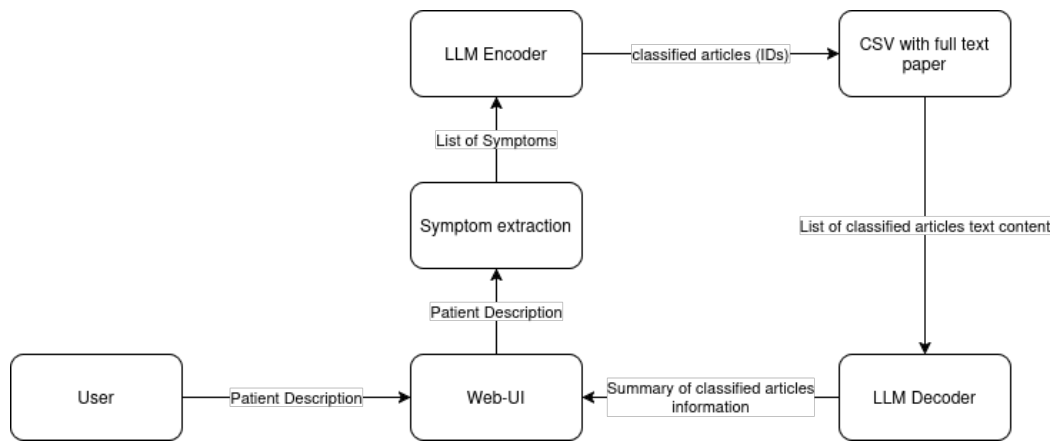 LLM Encoder
classified articles (IDs)
CSV with full text
paper
List of Symptoms
Symptom extraction
List of classified articles text content
Patient Description
User
Patient Description
Web-UI
Summary of classified articles
information
LLM Decoder